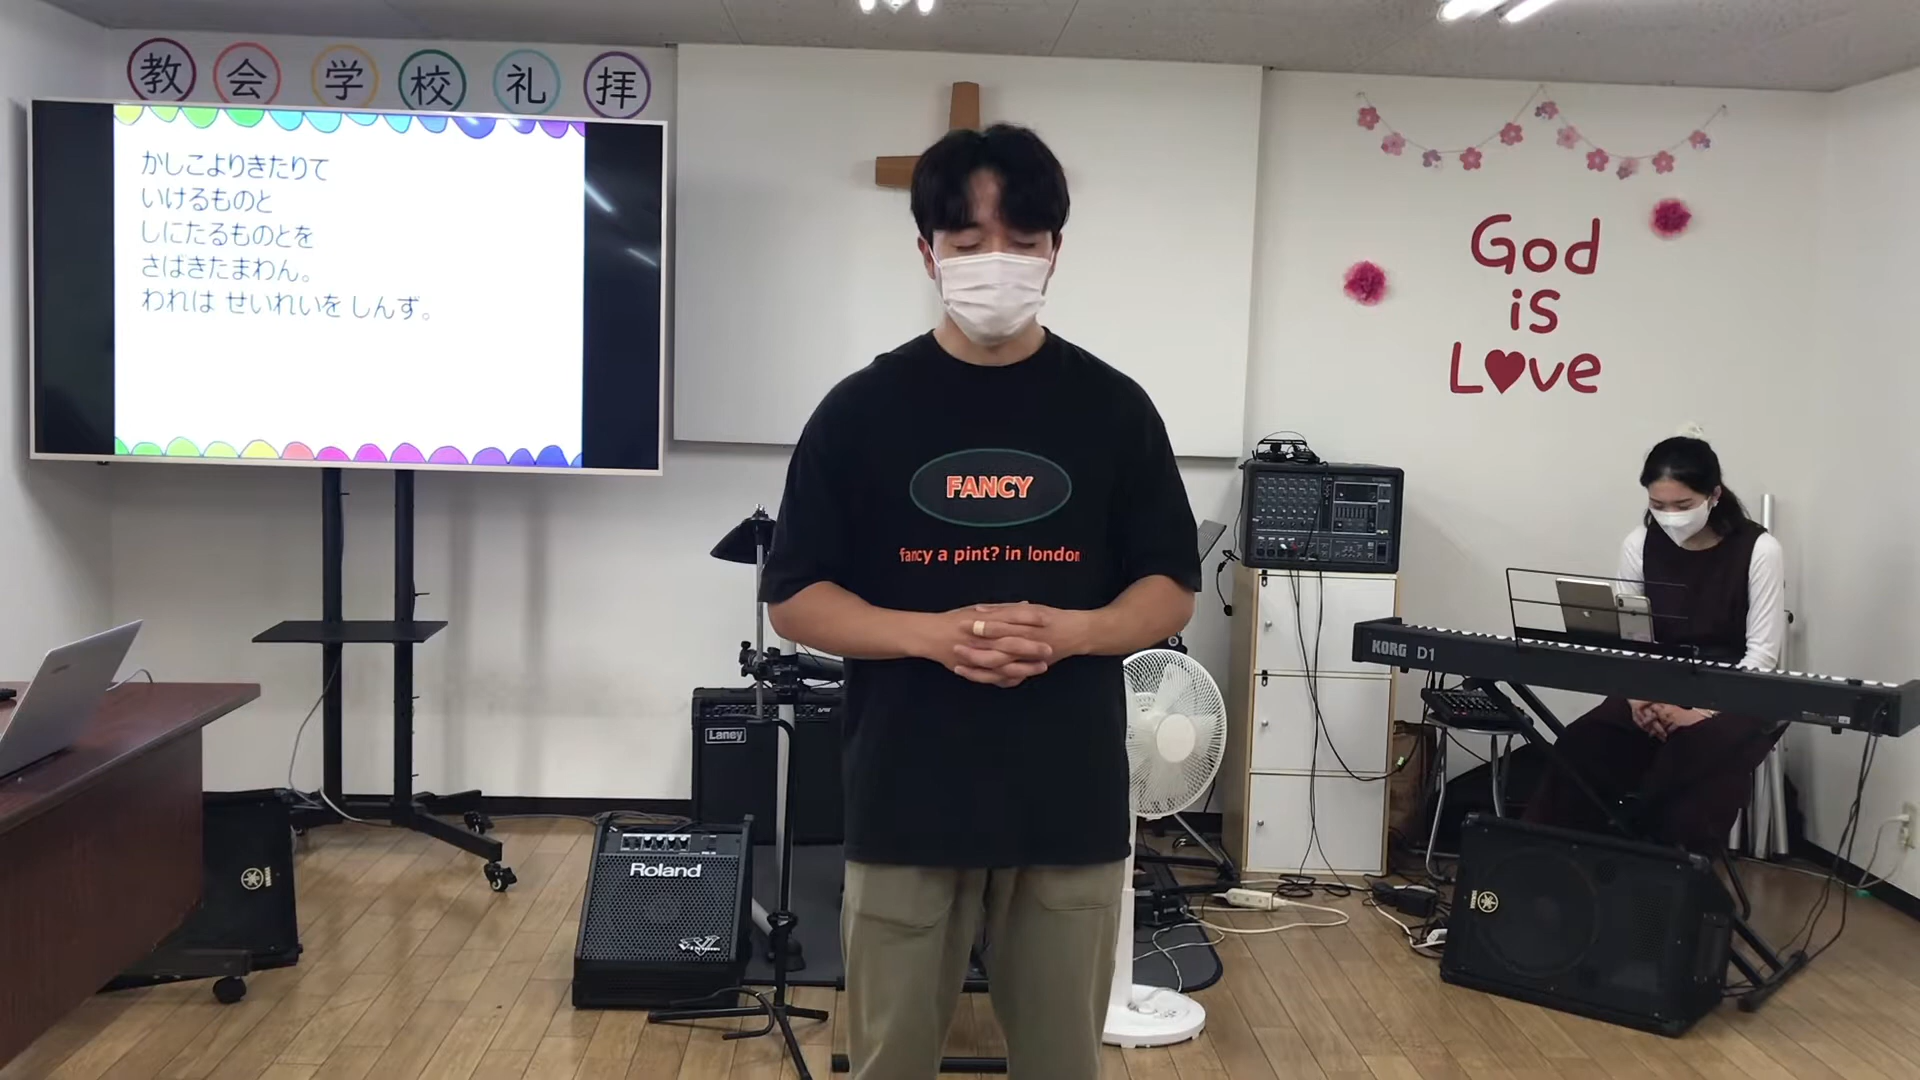 教会学校礼拝
かしこよりきたりて
いけるものと
しにたるものとを
さばきたまわん。
われは せいれいを しんず。
God
is
Love
FANCY
fancy a pint? in london
KORG D1
Laney
Roland